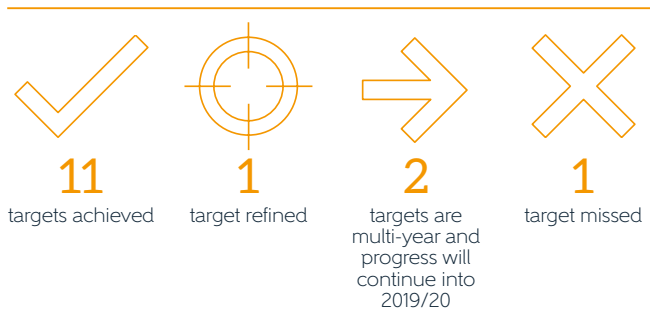 11
targets achieved
1
target refined
2
targets are
multi-year and
progress will
continue into
2019/20
1
target missed